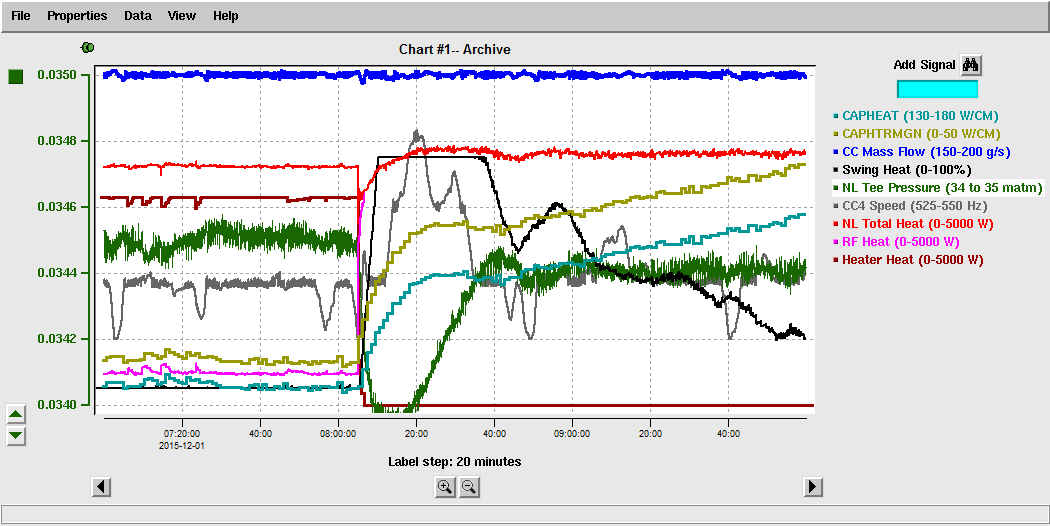 File Properties Data View Help
Chart #1-- Archive
Add Signal
0.0350
0.0348
0.0346
0.0344
0.0342
0.0340
CAPHEAT (130-180 W/CM)
CAPHTRMGN (0-50 W/CM)
CC Mass Flow (150-200 g/s)
Swing Heat (0-100%)
NL Tee Pressure (34 to 35 matm)
CC4 Speed (525-550 Hz)
NL Total Heat (0-5000 W)
RF Heat (0-5000 W)
Heater Heat (0-5000 W)
07:20:00 40:00 08:00:00 20:00 40:00 09:00:00 20:00 40:00
2015-12-01
Label step: 20 minutes